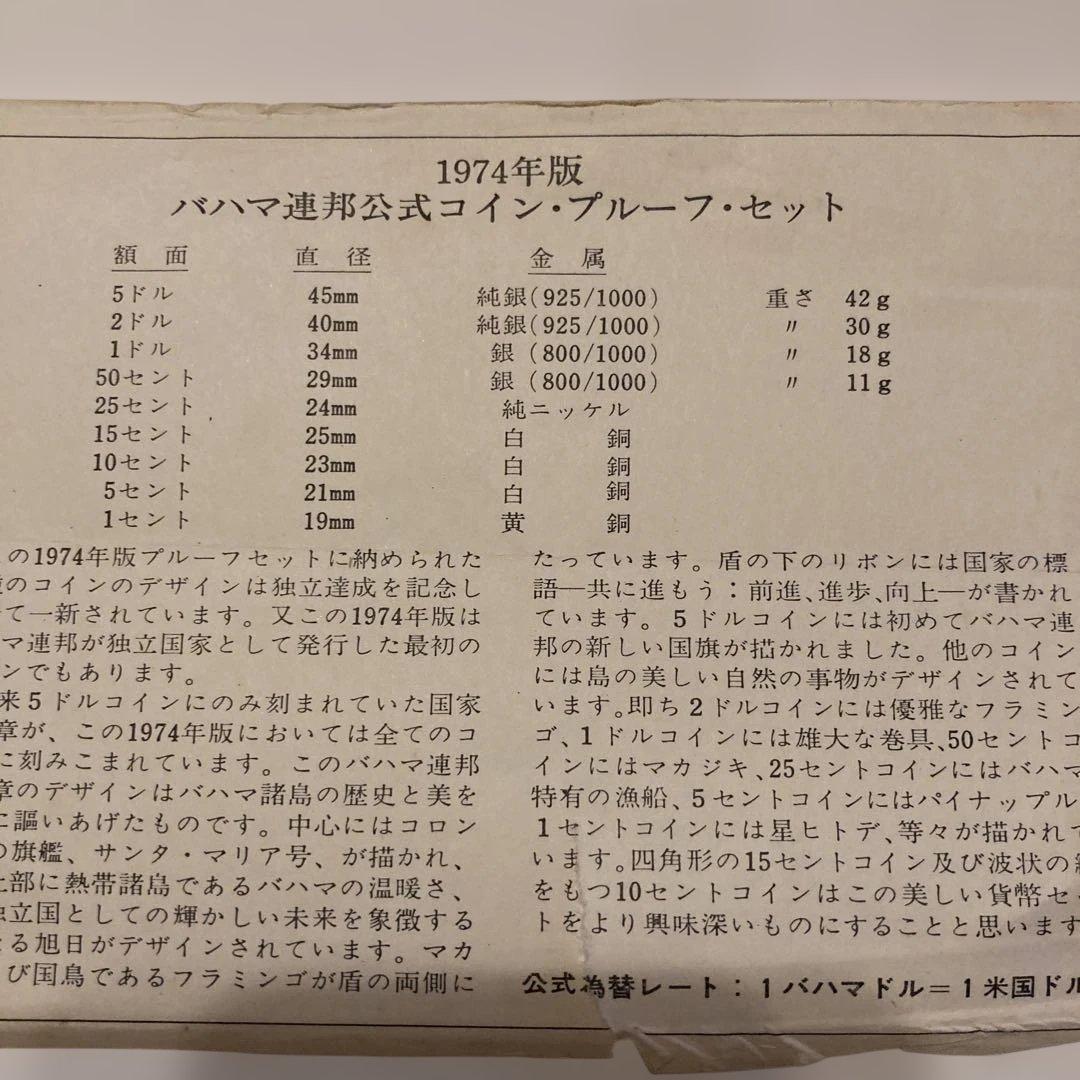 1974年版
バハマ連邦公式コイン・プルーフ・セット
額面 直径 金属
5ドル 45mm 純銀(925/1000) 重さ 42g
2ドル 40mm 純銀(925/1000) 〃 30g
1ドル 34mm 銀(800/1000) 〃 18g
50セント 29mm 銀(800/1000) 〃 11g
25セント 24mm 純ニッケル
15セント 25mm 白銅
10セント 23mm 白銅
5セント 21mm 白銅
1セント 19mm 黄銅
の1974年版プルーフセットに納められた
のコインのデザインは独立達成を記念し
て一新されています。又この1974年版は
マ連邦が独立国家として発行した最初の
ンでもあります。
来5ドルコインにのみ刻まれていた国家
章が、この1974年版においては全てのコ
に刻みこまれています。このバハマ連邦
章のデザインはバハマ諸島の歴史と美を
に謳いあげたものです。中心にはコロン
の旗艦、サンタ・マリア号、が描かれ、
上部に熱帯諸島であるバハマの温暖さ、
独立国としての輝かしい未来を象徴する
る旭日がデザインされています。マカ
び国鳥であるフラミンゴが盾の両側に
たっています。盾の下のリボンには国家の標
語―共に進もう：前進、進歩、向上―が書かれ
ています。5ドルコインには初めてバハマ連
邦の新しい国旗が描かれました。他のコイン
には島の美しい自然の事物がデザインされて
います。即ち2ドルコインには優雅なフラミン
ゴ、1ドルコインには雄大な巻具、50セントコ
インにはマカジキ、25セントコインにはバハマ
特有の漁船、5セントコインにはパイナップル
1セントコインには星ヒトデ、等々が描かれて
います。四角形の15セントコイン及び波状の
をもつ10セントコインはこの美しい貨幣セ
トをより興味深いものにすることと思います
公式為替レート：1バハマドル＝1米国ドル